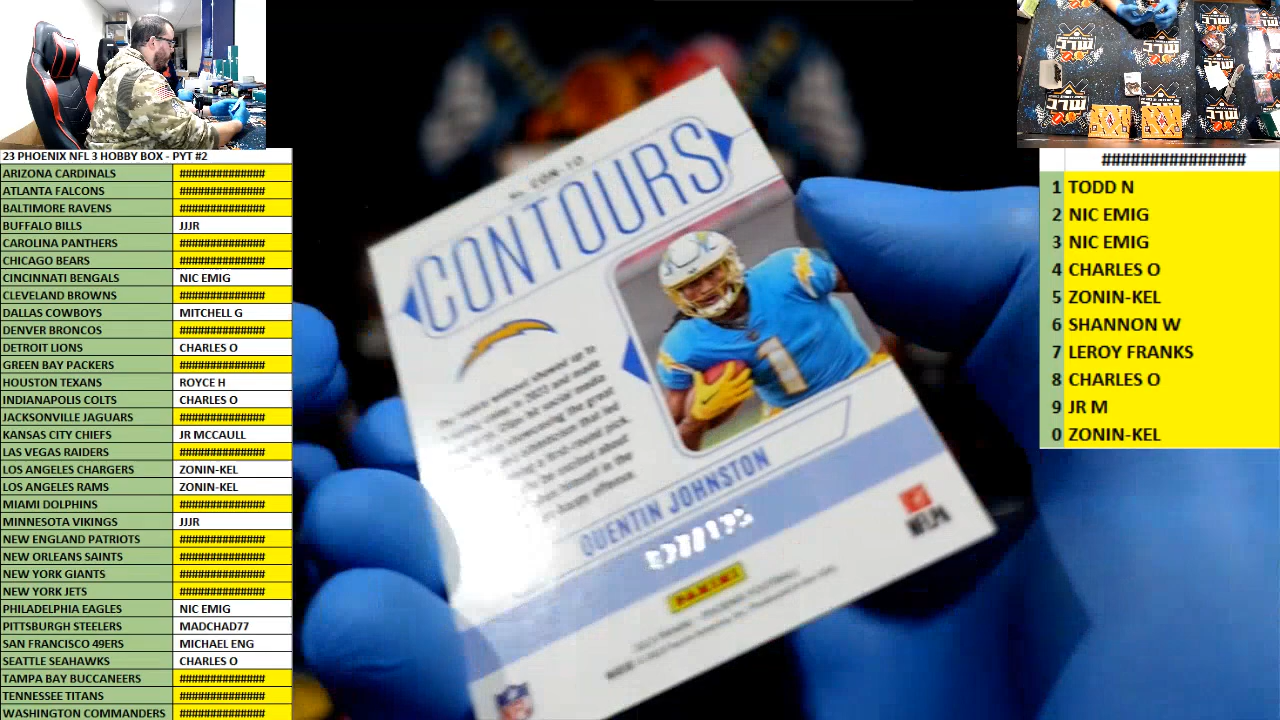 23 PHOENIX NFL 3 HOBBY BOX - PYT #2
ARIZONA CARDINALS ##############
ATLANTA FALCONS ##############
BALTIMORE RAVENS ##############
BUFFALO BILLS JJJR
CAROLINA PANTHERS ##############
CHICAGO BEARS ##############
CINCINNATI BENGALS NIC EMIG
CLEVELAND BROWNS ##############
DALLAS COWBOYS MITCHELL G
DENVER BRONCOS ##############
DETROIT LIONS CHARLES O
GREEN BAY PACKERS ##############
HOUSTON TEXANS ROYCE H
INDIANAPOLIS COLTS CHARLES O
JACKSONVILLE JAGUARS ##############
KANSAS CITY CHIEFS JR MCCAULL
LAS VEGAS RAIDERS ##############
LOS ANGELES CHARGERS ZONIN-KEL
LOS ANGELES RAMS ZONIN-KEL
MIAMI DOLPHINS ##############
MINNESOTA VIKINGS JJJR
NEW ENGLAND PATRIOTS ##############
NEW ORLEANS SAINTS ##############
NEW YORK GIANTS ##############
NEW YORK JETS ##############
PHILADELPHIA EAGLES NIC EMIG
PITTSBURGH STEELERS MADCHAD77
SAN FRANCISCO 49ERS MICHAEL ENG
SEATTLE SEAHAWKS CHARLES O
TAMPA BAY BUCCANEERS ##############
TENNESSEE TITANS ##############
WASHINGTON COMMANDERS ##############
No. CON-10
CONTOURS
1
QUENTIN JOHNSTON
PANINI
NFLPA
NFL
###############
1 TODD N
2 NIC EMIG
3 NIC EMIG
4 CHARLES O
5 ZONIN-KEL
6 SHANNON W
7 LEROY FRANKS
8 CHARLES O
9 JR M
0 ZONIN-KEL